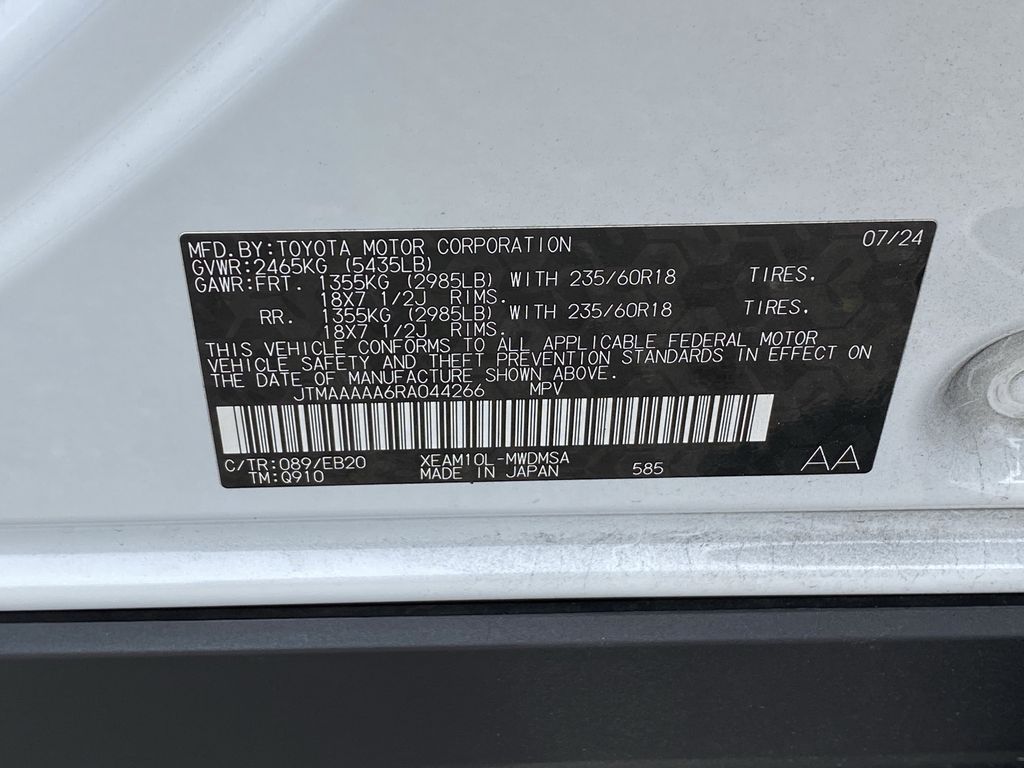 MFD.BY:TOYOTA MOTOR CORPORATION 07/24
GVWR:2465KG (5435LB)
GAWR:FRT. 1355KG (2985LB) WITH 235/60R18 TIRES.
18X7 1/2J RIMS.
RR. 1355KG (2985LB) WITH 235/60R18 TIRES.
18X7 1/2J RIMS.
THIS VEHICLE CONFORMS TO ALL APPLICABLE FEDERAL MOTOR
VEHICLE SAFETY AND THEFT PREVENTION STANDARDS IN EFFECT ON
THE DATE OF MANUFACTURE SHOWN ABOVE.
JTMAAAAA6RA044266 MPV
C/TR:089/EB20 XEAM10L-MWDMSA
TM:Q910 MADE IN JAPAN 585 AA